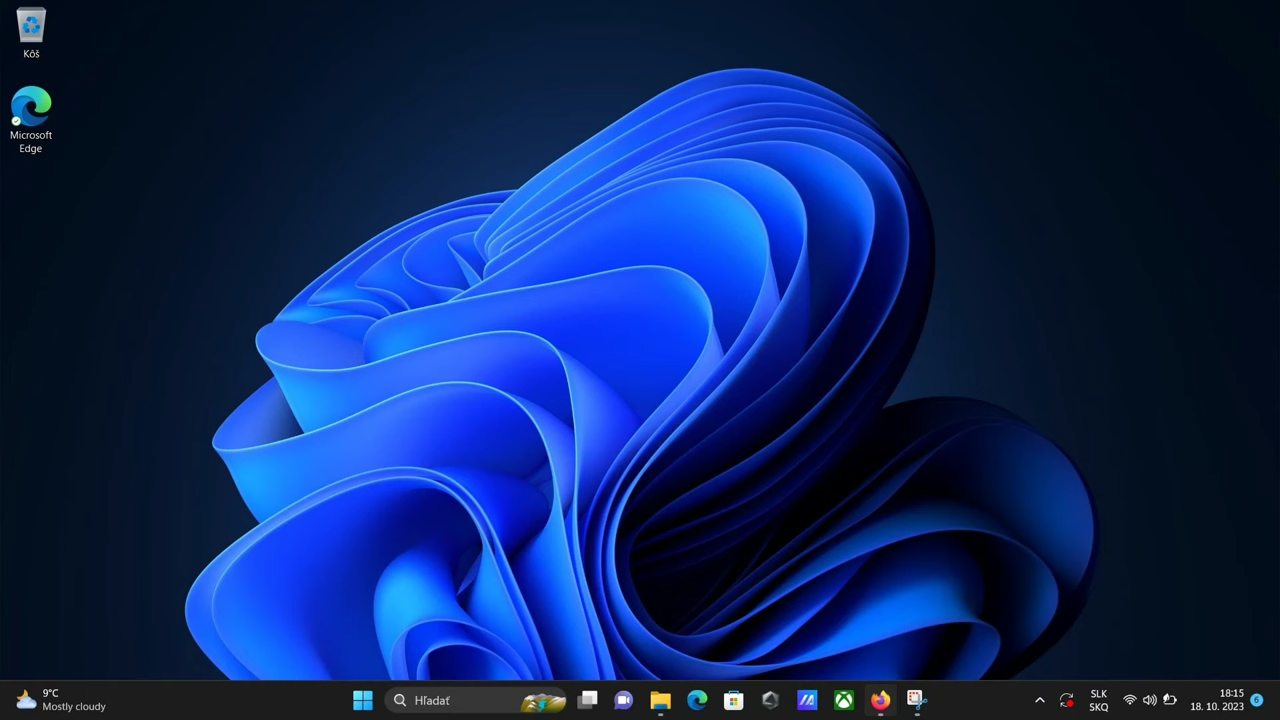 Kôš
Microsoft
Edge
9°C
Mostly cloudy
Hľadať
SLK
SKQ
18:15
18. 10. 2023
6